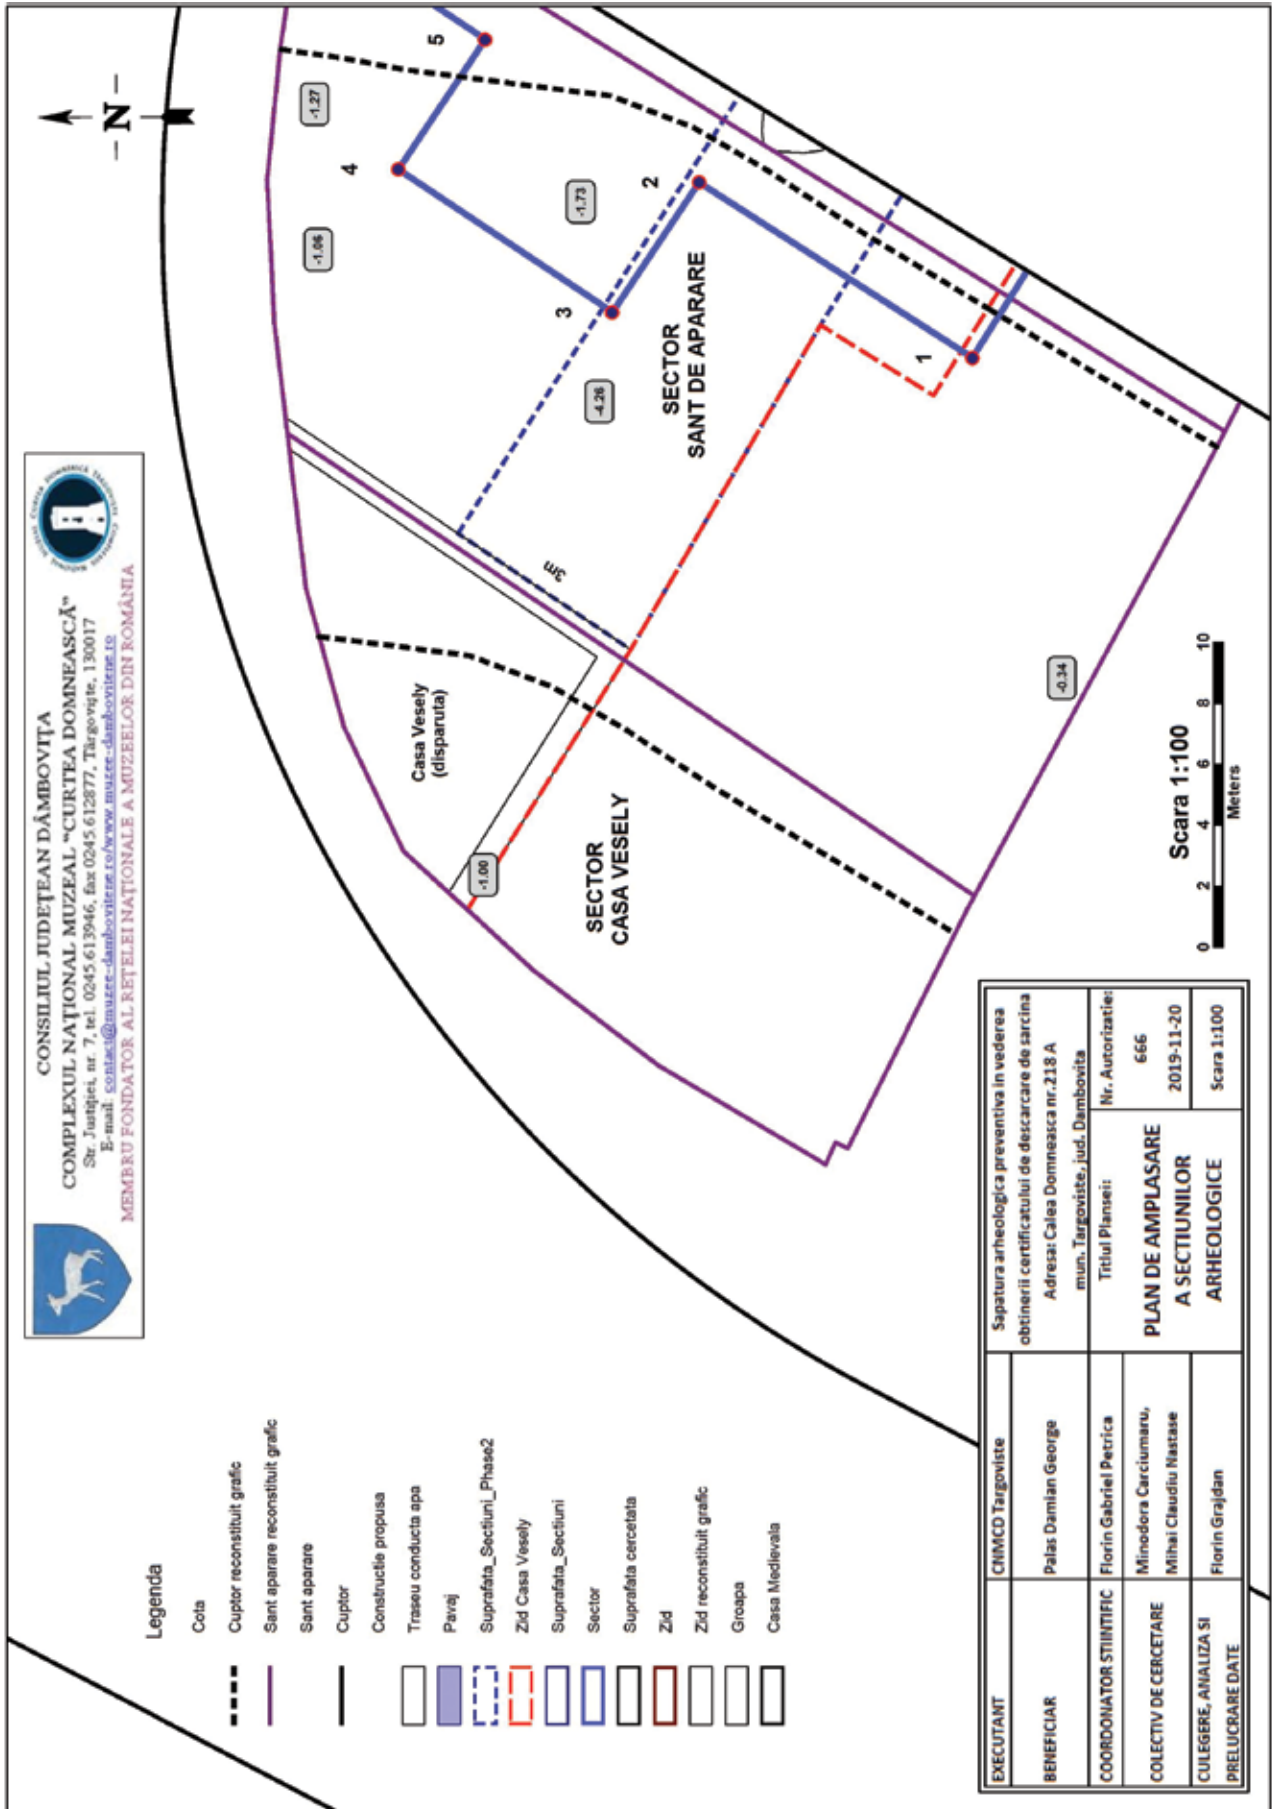 CONSILIUL JUDEȚEAN DÂMBOVIȚA
COMPLEXUL NAȚIONAL MUZEAL “CURTEA DOMNEASCĂ”
Str. Justiției, nr. 7, tel. 0245.613946, fax 0245.612877, Târgoviște, 130017
E-mail: contact@muzee-dambovitene.ro/www.muzee-dambovitene.ro
MEMBRU FONDATOR AL REȚELEI NAȚIONALE A MUZEELOR DIN ROMÂNIA
N
5
4
3
2
1
-1.27
-1.06
-1.73
-4.26
-1.00
-0.34
3m
SECTOR
SANT DE APARARE
Casa Vesely
(disparuta)
SECTOR
CASA VESELY
Scara 1:100
0 2 4 6 8 10
Meters
Legenda
Cota
Cuptor reconstituit grafic
Sant aparare reconstituit grafic
Sant aparare
Cuptor
Constructie propusa
Traseu conducta apa
Pavaj
Suprafata_Sectiuni_Phase2
Zid Casa Vesely
Suprafata_Sectiuni
Sector
Suprafata cercetata
Zid
Zid reconstituit grafic
Groapa
Casa Medievala
EXECUTANT
CNMCD Targoviste
BENEFICIAR
Palas Damian George
Sapatura arheologica preventiva in vederea
obtinerii certificatului de descarcare de sarcina
Adresa: Calea Domneasca nr.218 A
mun. Targoviste, jud. Dambovita
COORDONATOR STIINTIFIC
Florin Gabriel Petrica
COLECTIV DE CERCETARE
Minodora Carciumaru,
Mihai Claudiu Nastase
CULEGERE, ANALIZA SI
PRELUCRARE DATE
Florin Grajdan
Titlul Plansei:
PLAN DE AMPLASARE
A SECTIUNILOR
ARHEOLOGICE
Nr. Autorizatie:
666
2019-11-20
Scara 1:100